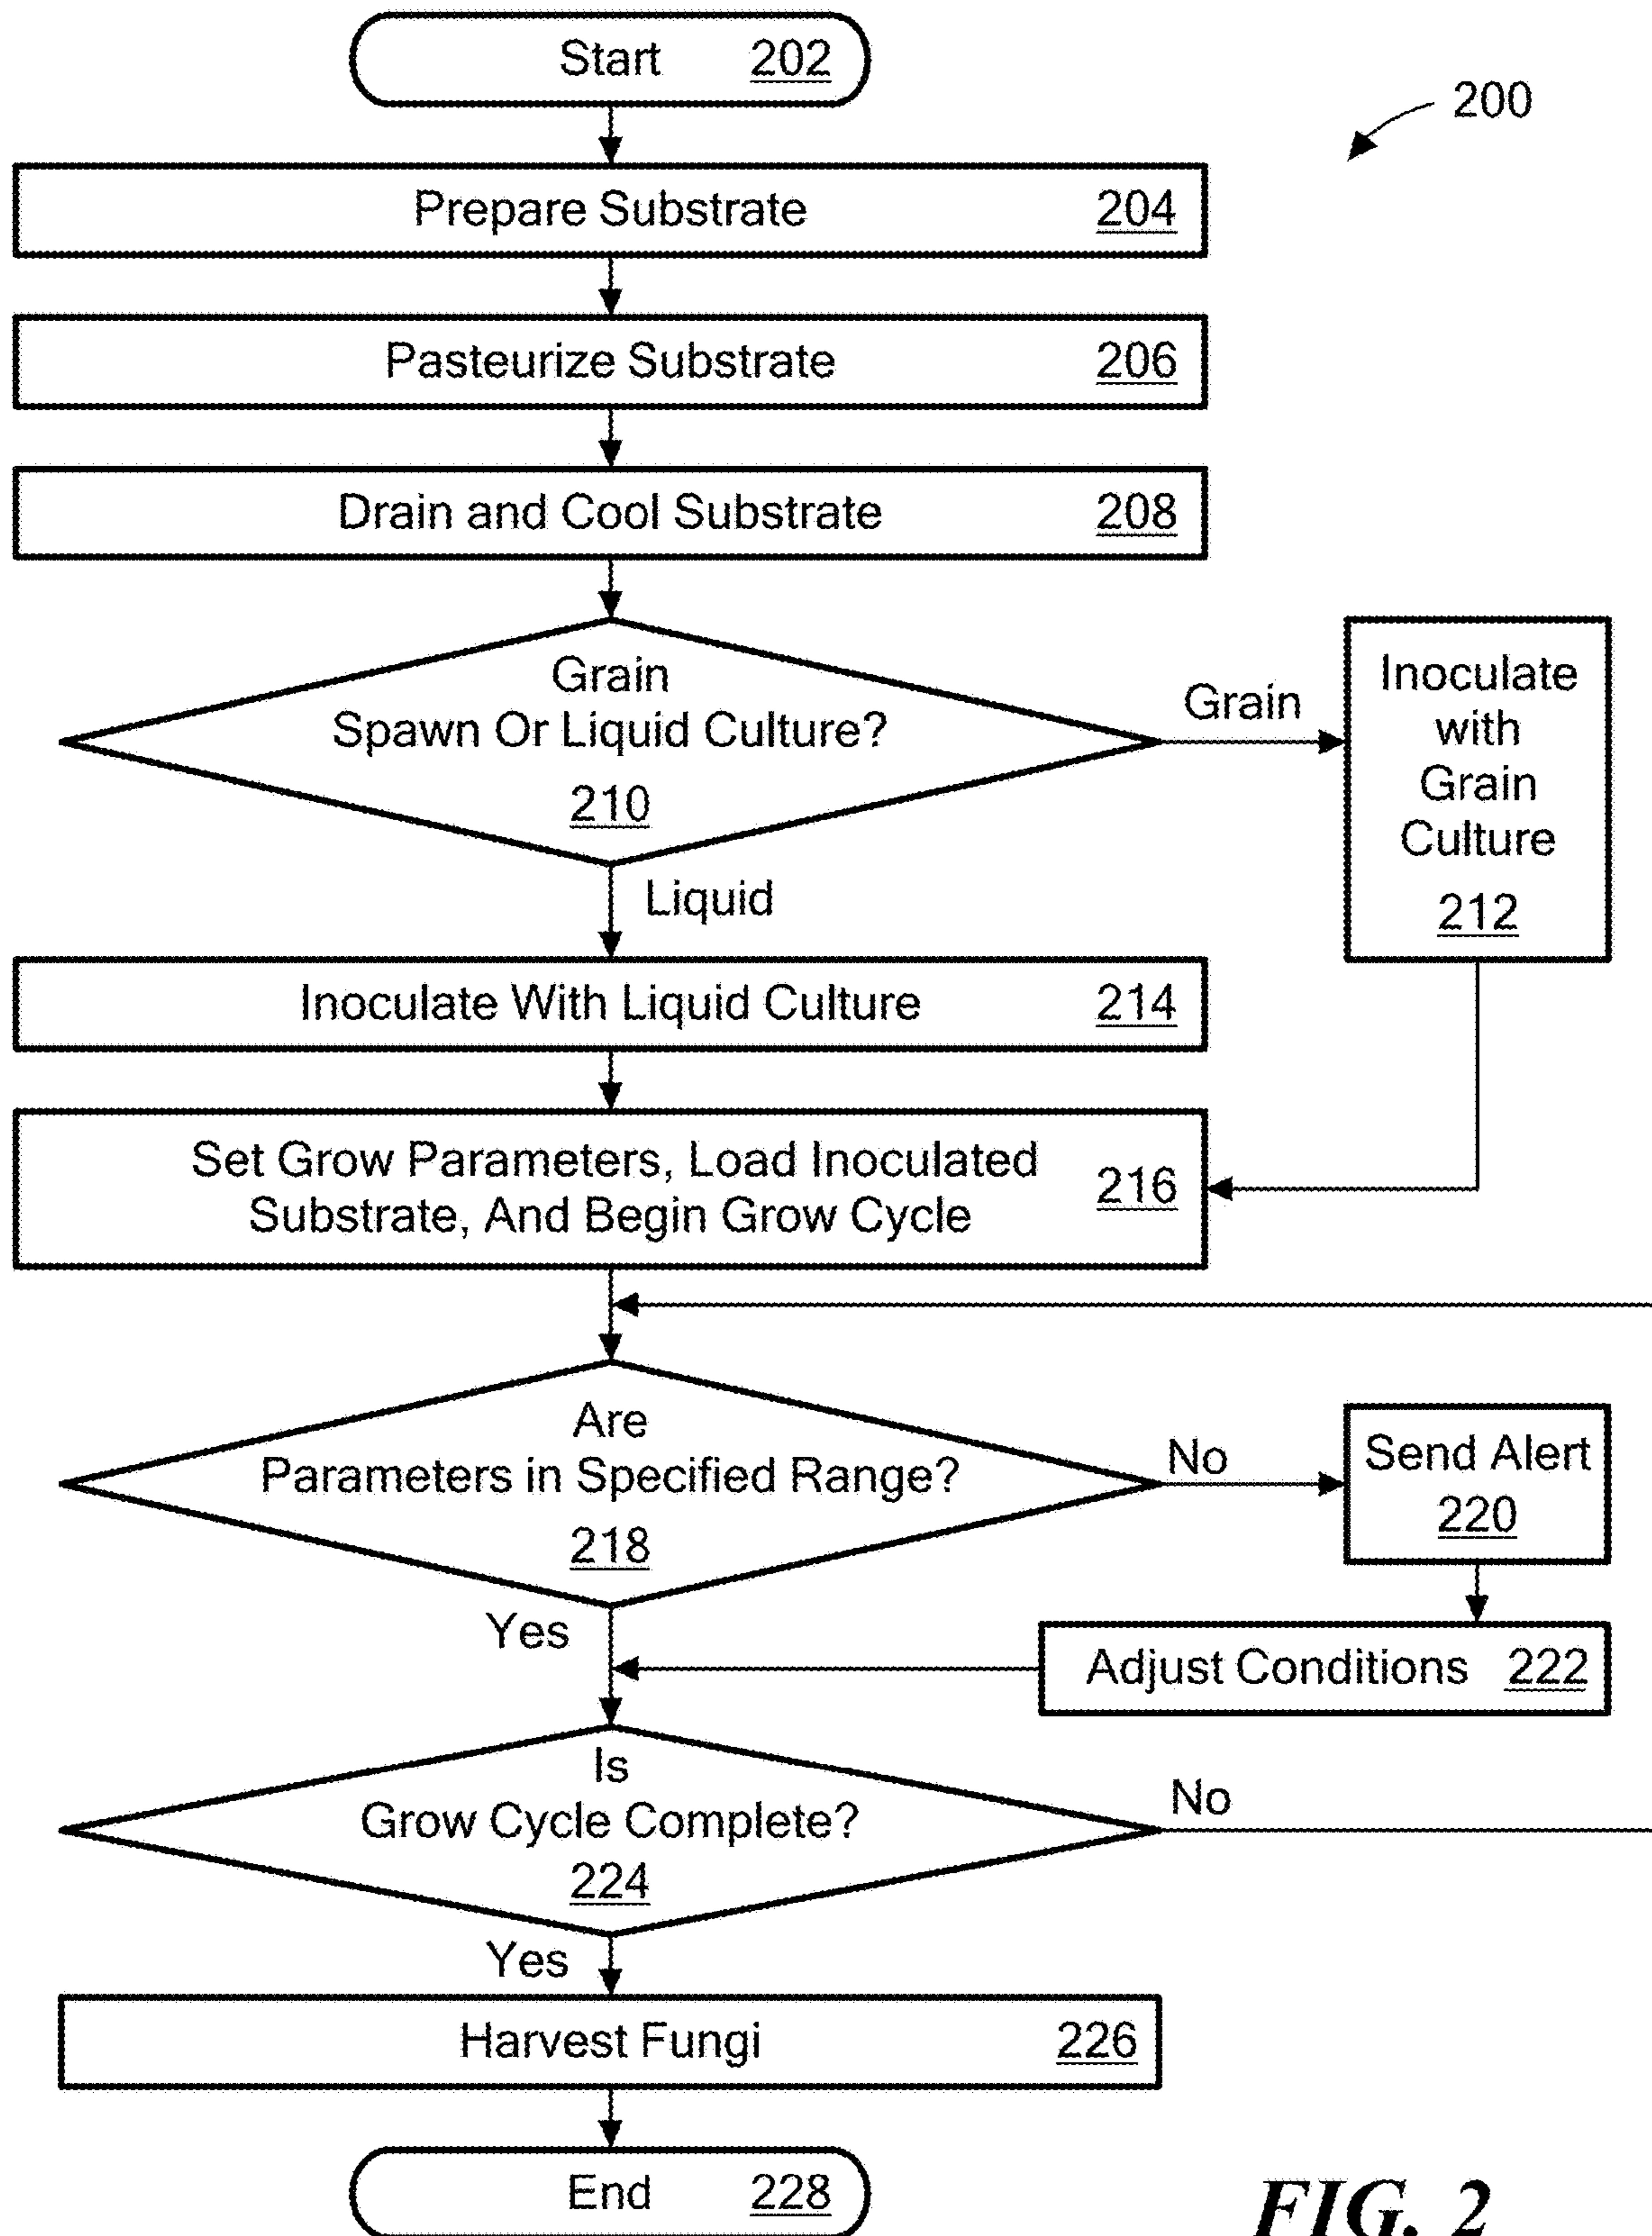 Start 202
200
Prepare Substrate 204
Pasteurize Substrate 206
Drain and Cool Substrate 208
Grain
Spawn Or Liquid Culture?
210
Grain
Inoculate
with
Grain
Culture
212
Liquid
Inoculate With Liquid Culture 214
Set Grow Parameters, Load Inoculated
Substrate, And Begin Grow Cycle
216
Are
Parameters in Specified Range?
218
No
Send Alert
220
Yes
Adjust Conditions 222
Is
Grow Cycle Complete?
224
No
Yes
Harvest Fungi 226
End 228
FIG. 2